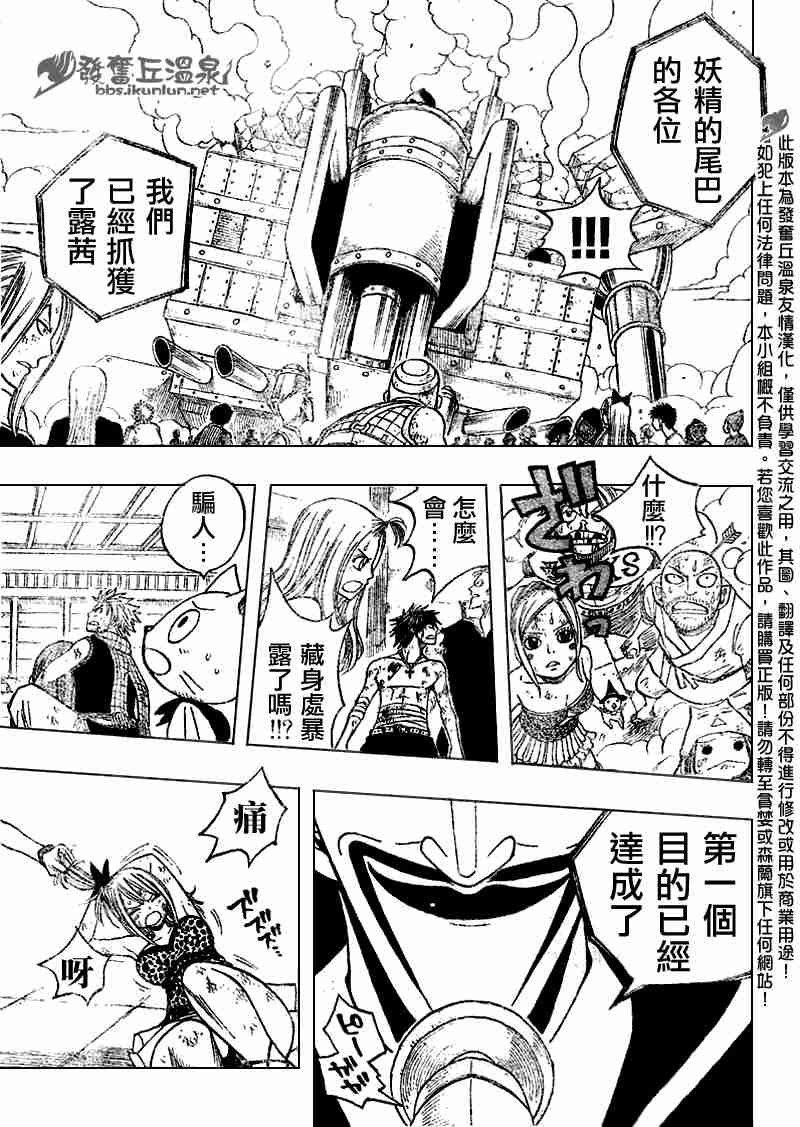 發奮丘溫泉
bbs.ikunlun.net
妖精的尾巴
的各位
!!!
我們
已經抓獲
了露茜
什麼!!?
ざわっ
怎麼
會…
藏身處暴
露了嗎!!?
騙人…
第一個
目的已經
達成了
痛
呀
ズズズ
此版本為發奮丘溫泉友情漢化，僅供學習交流之用，其圖、翻譯及任何部份不得進行修改或用於商業用途！
如犯上任何法律問題，本小組概不負責。若您喜歡此作品，請購買正版！請勿轉至貪婪或森蘭旗下任何網站！